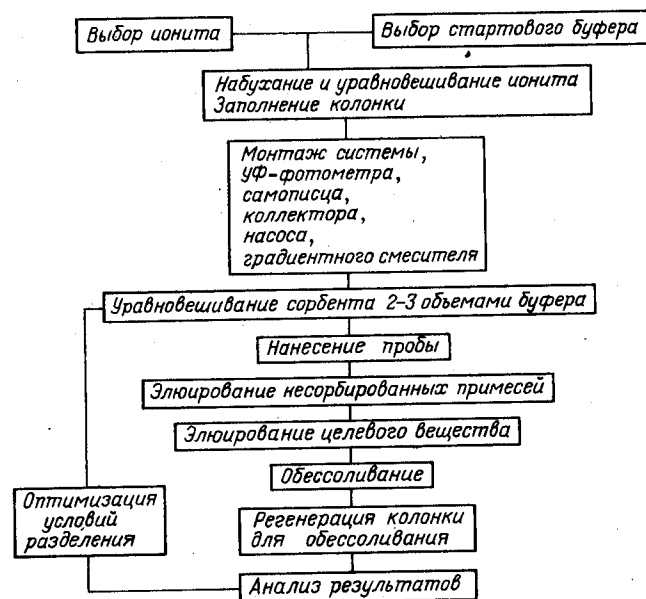 Выбор ионита
Выбор стартового буфера
Набухание и уравновешивание ионита
Заполнение колонки
Монтаж системы,
УФ-фотометра,
самописца,
коллектора,
насоса,
градиентного смесителя
Уравновешивание сорбента 2-3 объемами буфера
Нанесение пробы
Элюирование несорбированных примесей
Элюирование целевого вещества
Обессоливание
Оптимизация
условий
разделения
Регенерация колонки
для обессоливания
Анализ результатов